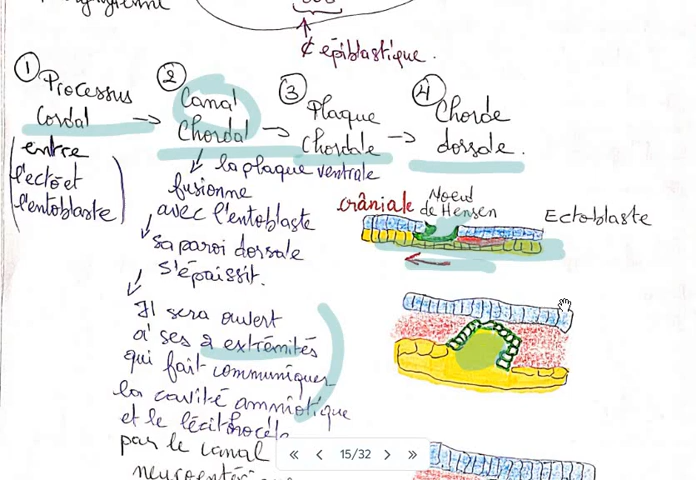 ¢ épiblastique.
① Processus
Cordal →
(entre
l'ecto et
l'entoblaste)
② Canal
Chordal →
③ Plaque
Chordale →
④ Chorde
dorsale.
la plaque ventrale
fusionne
avec l'entoblaste
sa paroi dorsale
s'épaissit.
Il sera ouvert
à ses 2 extrémités
qui fait communiquer
la cavité amniotique
et le lécithocèle
par le canal
crâniale
Noeud
de Hensen
Ectoblaste
15/32